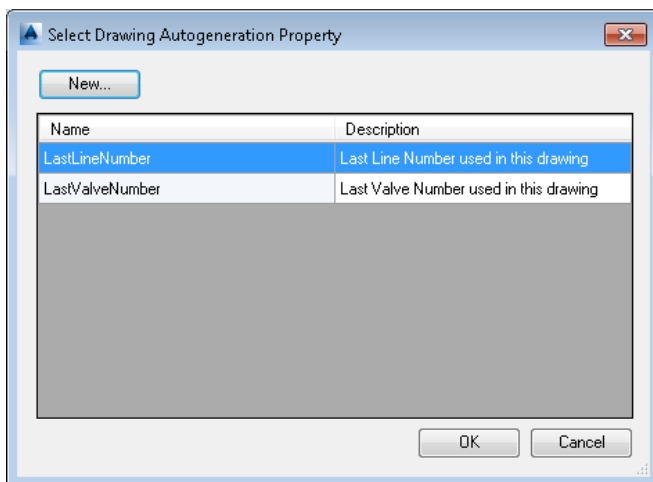 Select Drawing Autogeneration Property
New...
Name Description
LastLineNumber Last Line Number used in this drawing
LastValveNumber Last Valve Number used in this drawing
OK Cancel